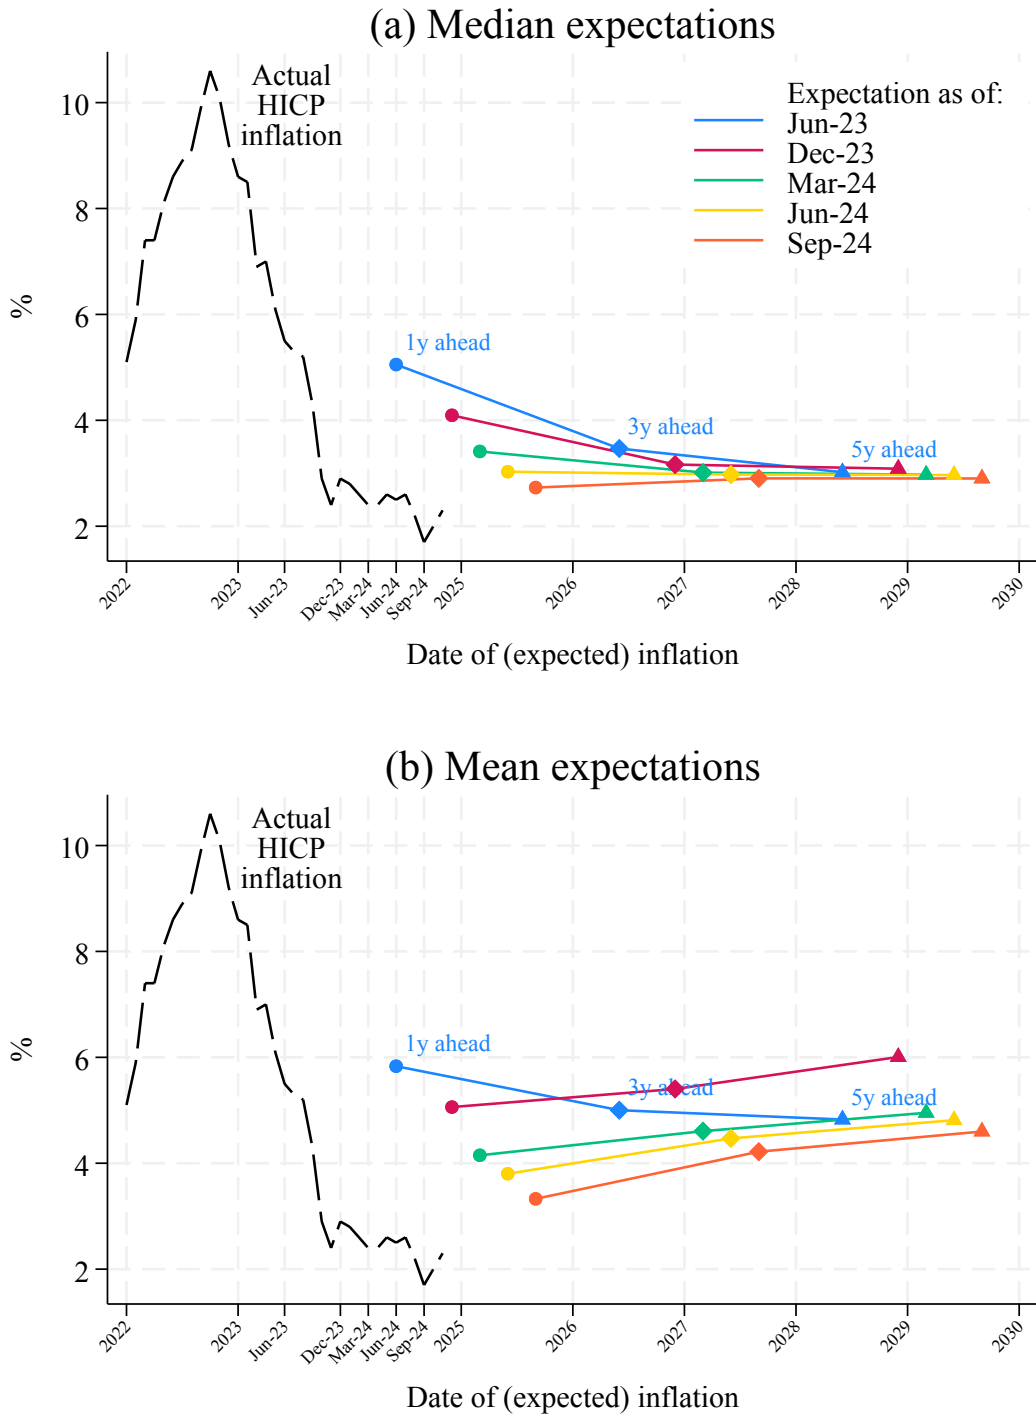 (a) Median expectations
Actual
HICP
inflation
Expectation as of:
Jun-23
Dec-23
Mar-24
Jun-24
Sep-24
10
8
6
4
2
%
1y ahead
3y ahead
5y ahead
2022
2023
Jun-23
Dec-23
Mar-24
Jun-24
Sep-24
2025
2026
2027
2028
2029
2030
Date of (expected) inflation
(b) Mean expectations
Actual
HICP
inflation
10
8
6
4
2
%
1y ahead
3y ahead
5y ahead
2022
2023
Jun-23
Dec-23
Mar-24
Jun-24
Sep-24
2025
2026
2027
2028
2029
2030
Date of (expected) inflation